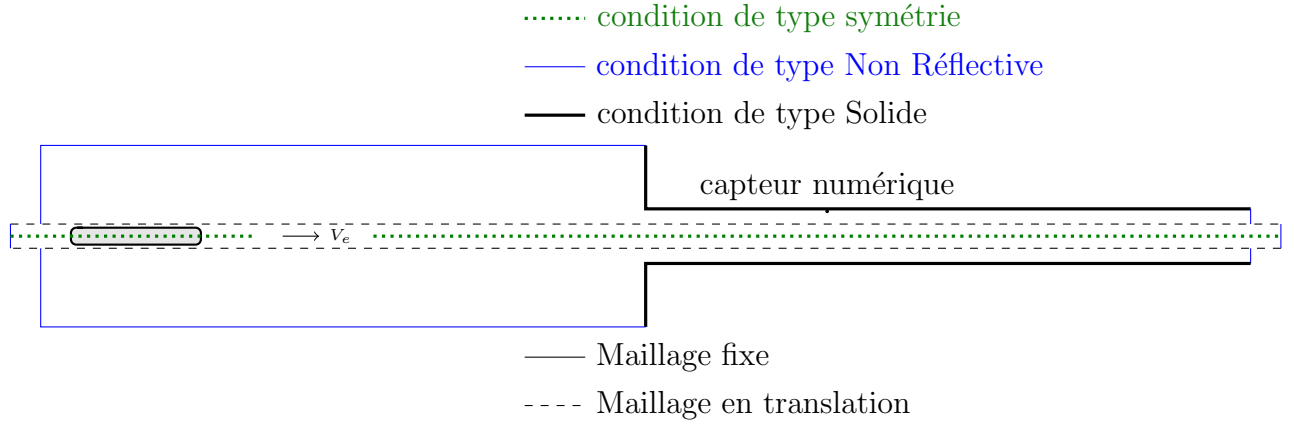 condition de type symétrie
condition de type Non Réflective
condition de type Solide
capteur numérique
V_e
Maillage fixe
Maillage en translation